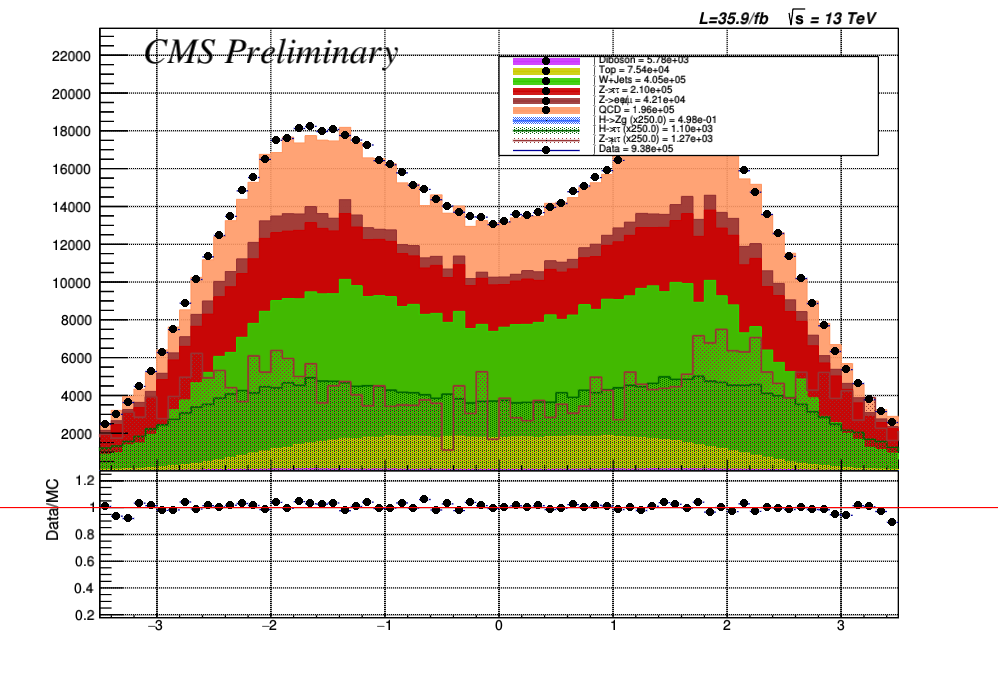 L=35.9/fb √s = 13 TeV
CMS Preliminary
Diboson = 5.78e+03
Top = 7.54e+04
W+Jets = 4.05e+05
Z->ττ = 2.10e+05
= 4.21e+04
QCD = 1.96e+05
H->Zg (x250.0) = 4.98e-01
(x250.0) = 1.10e+03
(x250.0) = 1.27e+03
Data = 9.38e+05
22000
20000
18000
16000
14000
12000
10000
8000
6000
4000
2000
Data/MC
1.2
1
0.8
0.6
0.4
0.2
−3 −2 −1 0 1 2 3